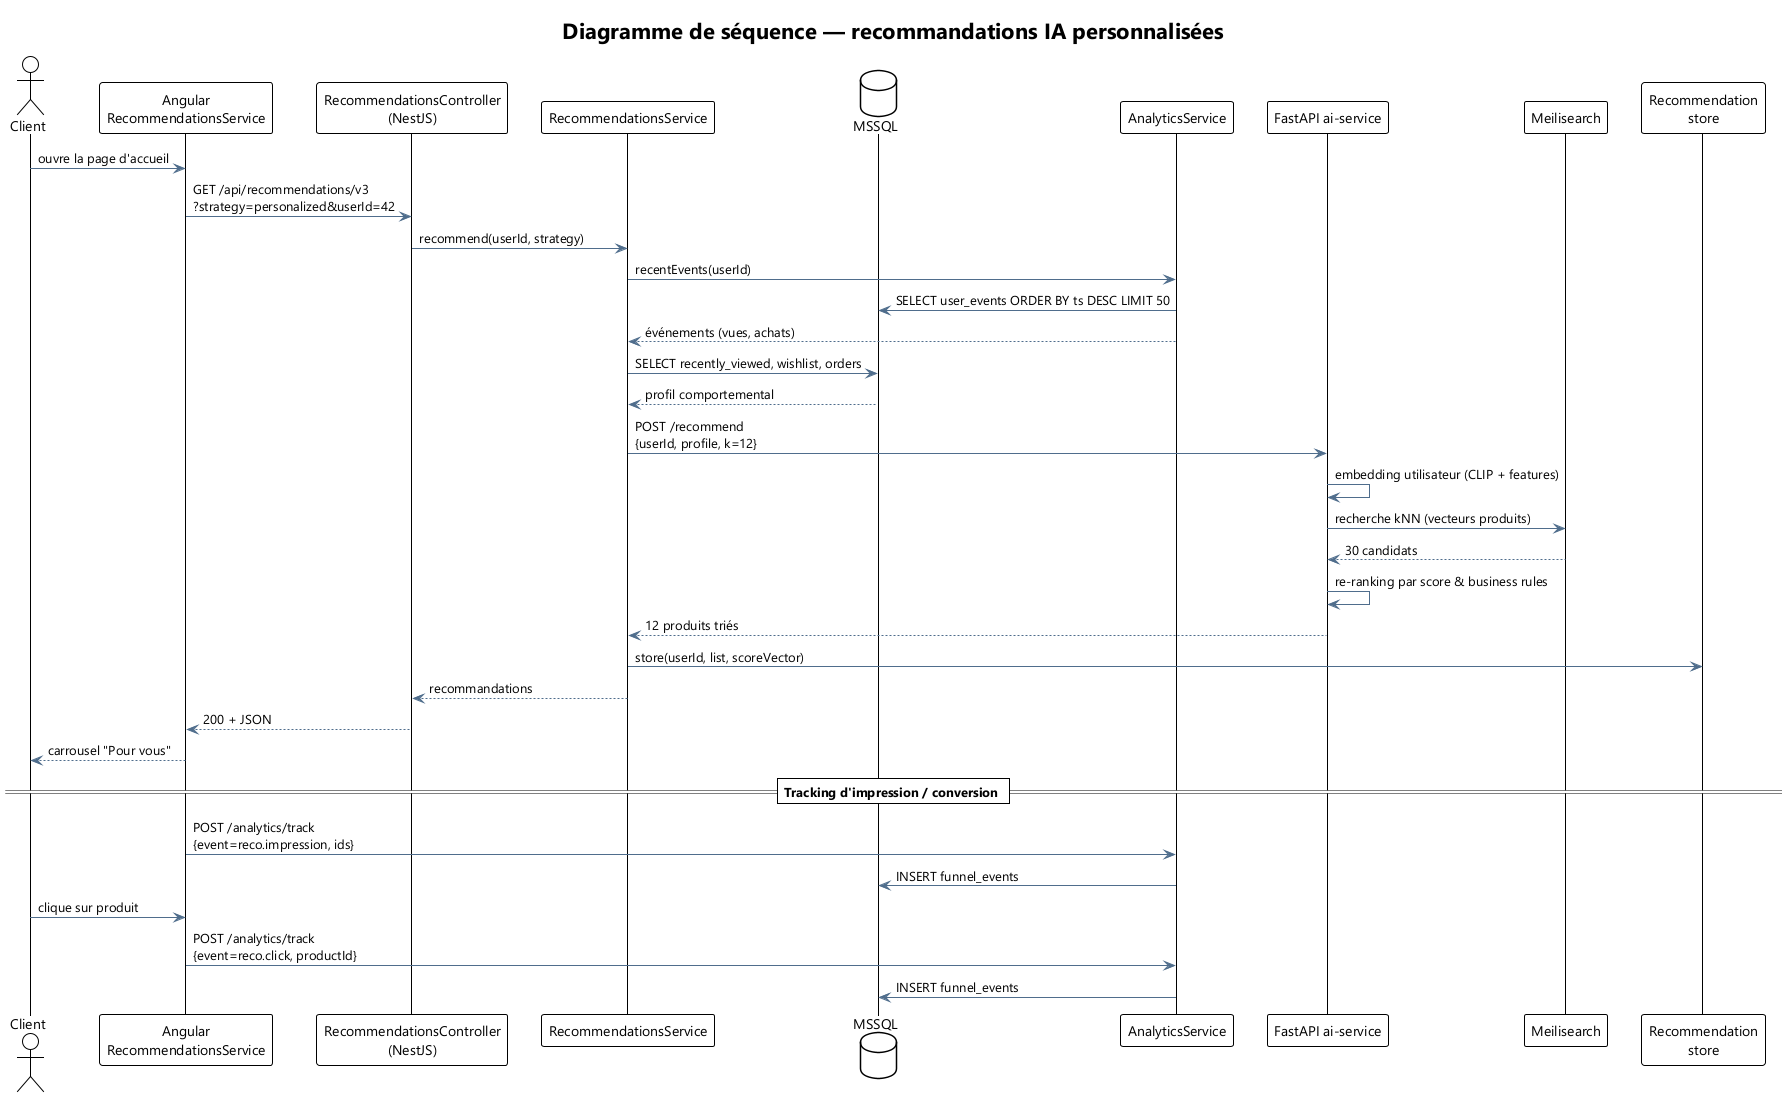 Diagramme de séquence — recommandations IA personnalisées
Client
Angular
RecommendationsService
RecommendationsController
(NestJS)
RecommendationsService
MSSQL
AnalyticsService
FastAPI ai-service
Meilisearch
Recommendation
store
ouvre la page d'accueil
GET /api/recommendations/v3
?strategy=personalized&userId=42
recommend(userId, strategy)
recentEvents(userId)
SELECT user_events ORDER BY ts DESC LIMIT 50
événements (vues, achats)
SELECT recently_viewed, wishlist, orders
profil comportemental
POST /recommend
{userId, profile, k=12}
embedding utilisateur (CLIP + features)
recherche kNN (vecteurs produits)
30 candidats
re-ranking par score & business rules
12 produits triés
store(userId, list, scoreVector)
recommandations
200 + JSON
carrousel "Pour vous"
Tracking d'impression / conversion
POST /analytics/track
{event=reco.impression, ids}
INSERT funnel_events
clique sur produit
POST /analytics/track
{event=reco.click, productId}
INSERT funnel_events
Client
Angular
RecommendationsService
RecommendationsController
(NestJS)
RecommendationsService
MSSQL
AnalyticsService
FastAPI ai-service
Meilisearch
Recommendation
store